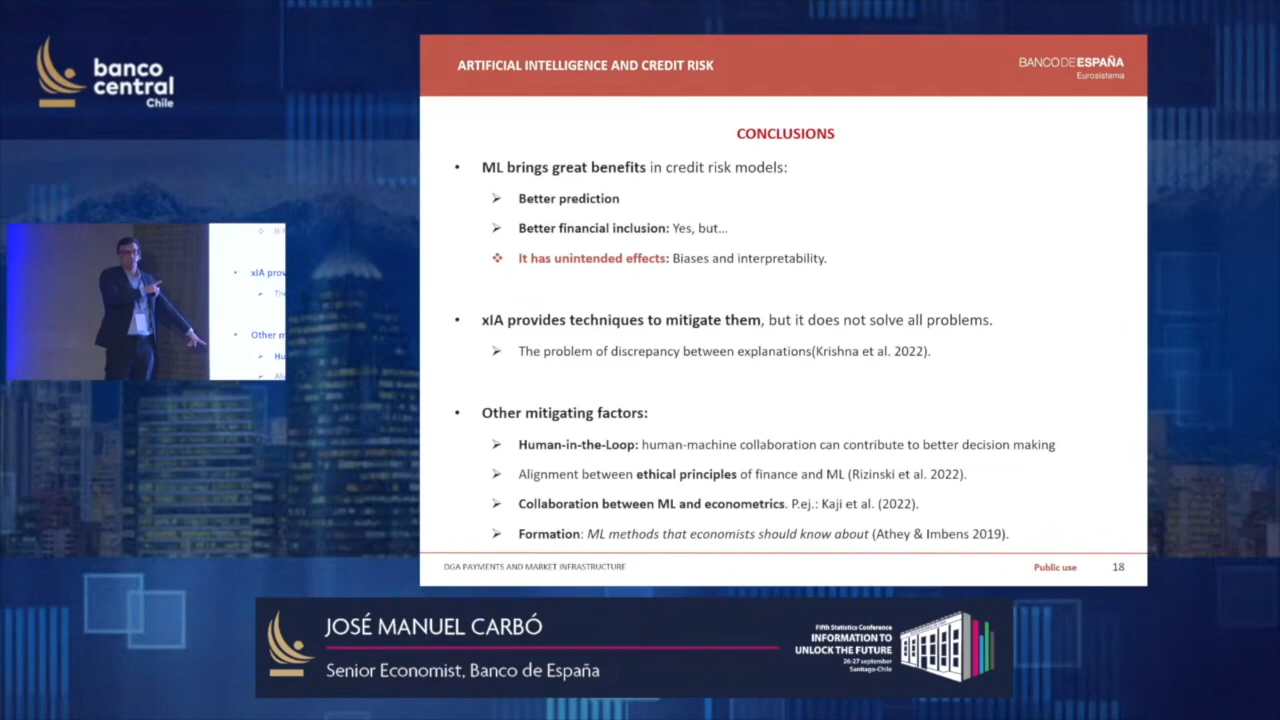 banco
central
Chile
ARTIFICIAL INTELLIGENCE AND CREDIT RISK
BANCODEESPAÑA
Eurosistema
CONCLUSIONS
• ML brings great benefits in credit risk models:
➢ Better prediction
➢ Better financial inclusion: Yes, but...
❖ It has unintended effects: Biases and interpretability.
• xIA provides techniques to mitigate them, but it does not solve all problems.
➢ The problem of discrepancy between explanations(Krishna et al. 2022).
• Other mitigating factors:
➢ Human-in-the-Loop: human-machine collaboration can contribute to better decision making
➢ Alignment between ethical principles of finance and ML (Rizinski et al. 2022).
➢ Collaboration between ML and econometrics. P.ej.: Kaji et al. (2022).
➢ Formation: ML methods that economists should know about (Athey & Imbens 2019).
DGA PAYMENTS AND MARKET INFRASTRUCTURE
Public use
18
• xIA prov
Other m
JOSÉ MANUEL CARBÓ
Senior Economist, Banco de España
Fifth Statistics Conference
INFORMATION TO
UNLOCK THE FUTURE
26-27 september
Santiago-Chile